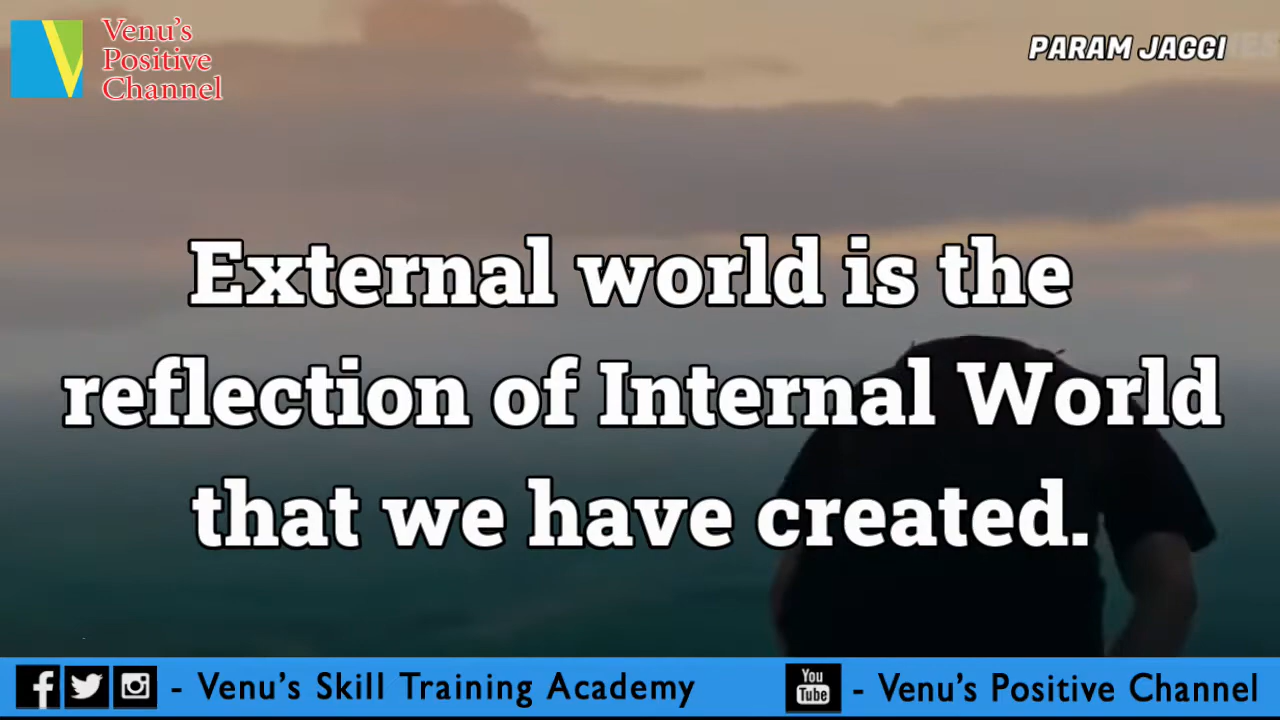 Venu's
Positive
Channel
PARAM JAGGI
External world is the
reflection of Internal World
that we have created.
f - Venu's Skill Training Academy
You
Tube - Venu's Positive Channel